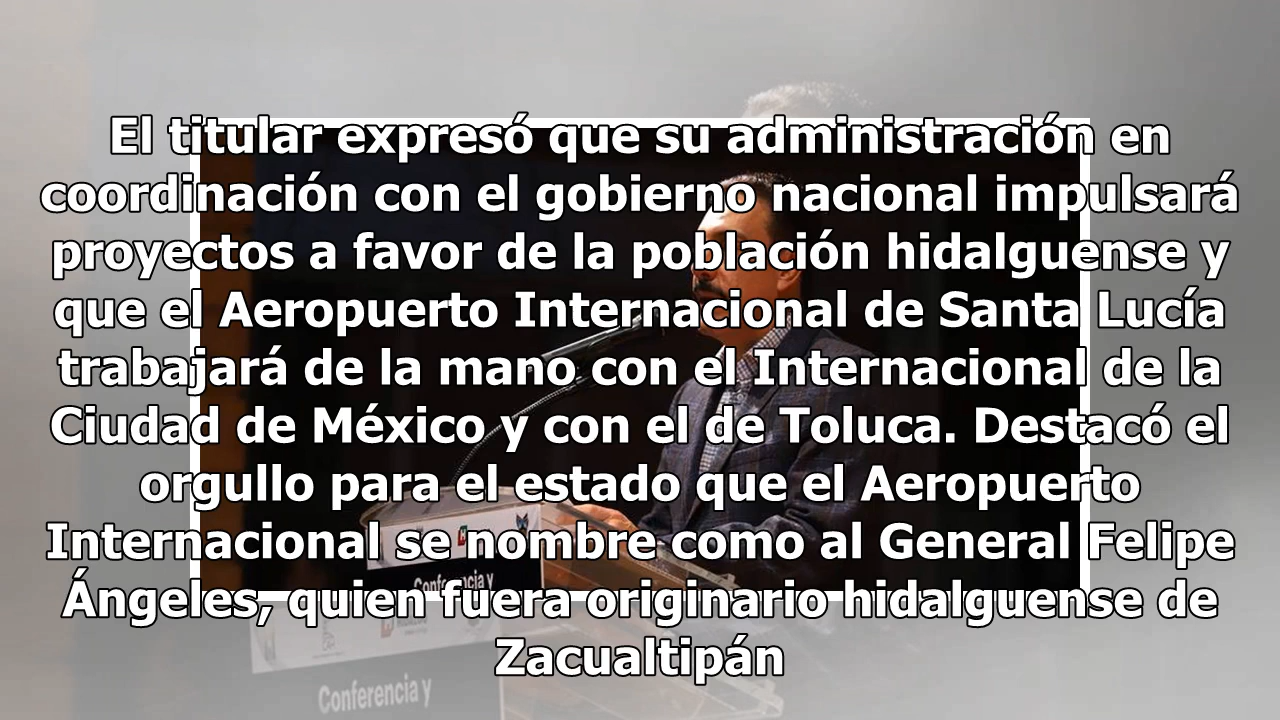 El titular expresó que su administración en
coordinación con el gobierno nacional impulsará
proyectos a favor de la población hidalguense y
que el Aeropuerto Internacional de Santa Lucía
trabajará de la mano con el Internacional de la
Ciudad de México y con el de Toluca. Destacó el
orgullo para el estado que el Aeropuerto
Internacional se nombre como al General Felipe
Ángeles, quien fuera originario hidalguense de
Zacualtipán
Conferencia y
Conferencia y